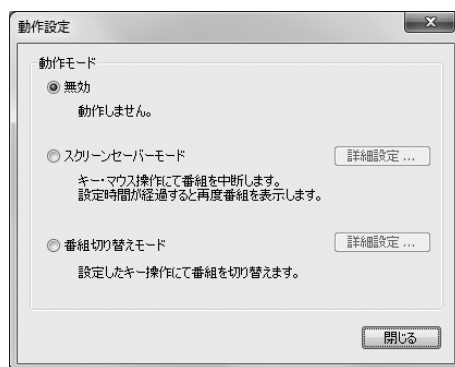 動作設定
動作モード
無効
動作しません。
スクリーンセーバーモード
詳細設定 ...
キー・マウス操作にて番組を中断します。
設定時間が経過すると再度番組を表示します。
番組切り替えモード
詳細設定 ...
設定したキー操作にて番組を切り替えます。
閉じる